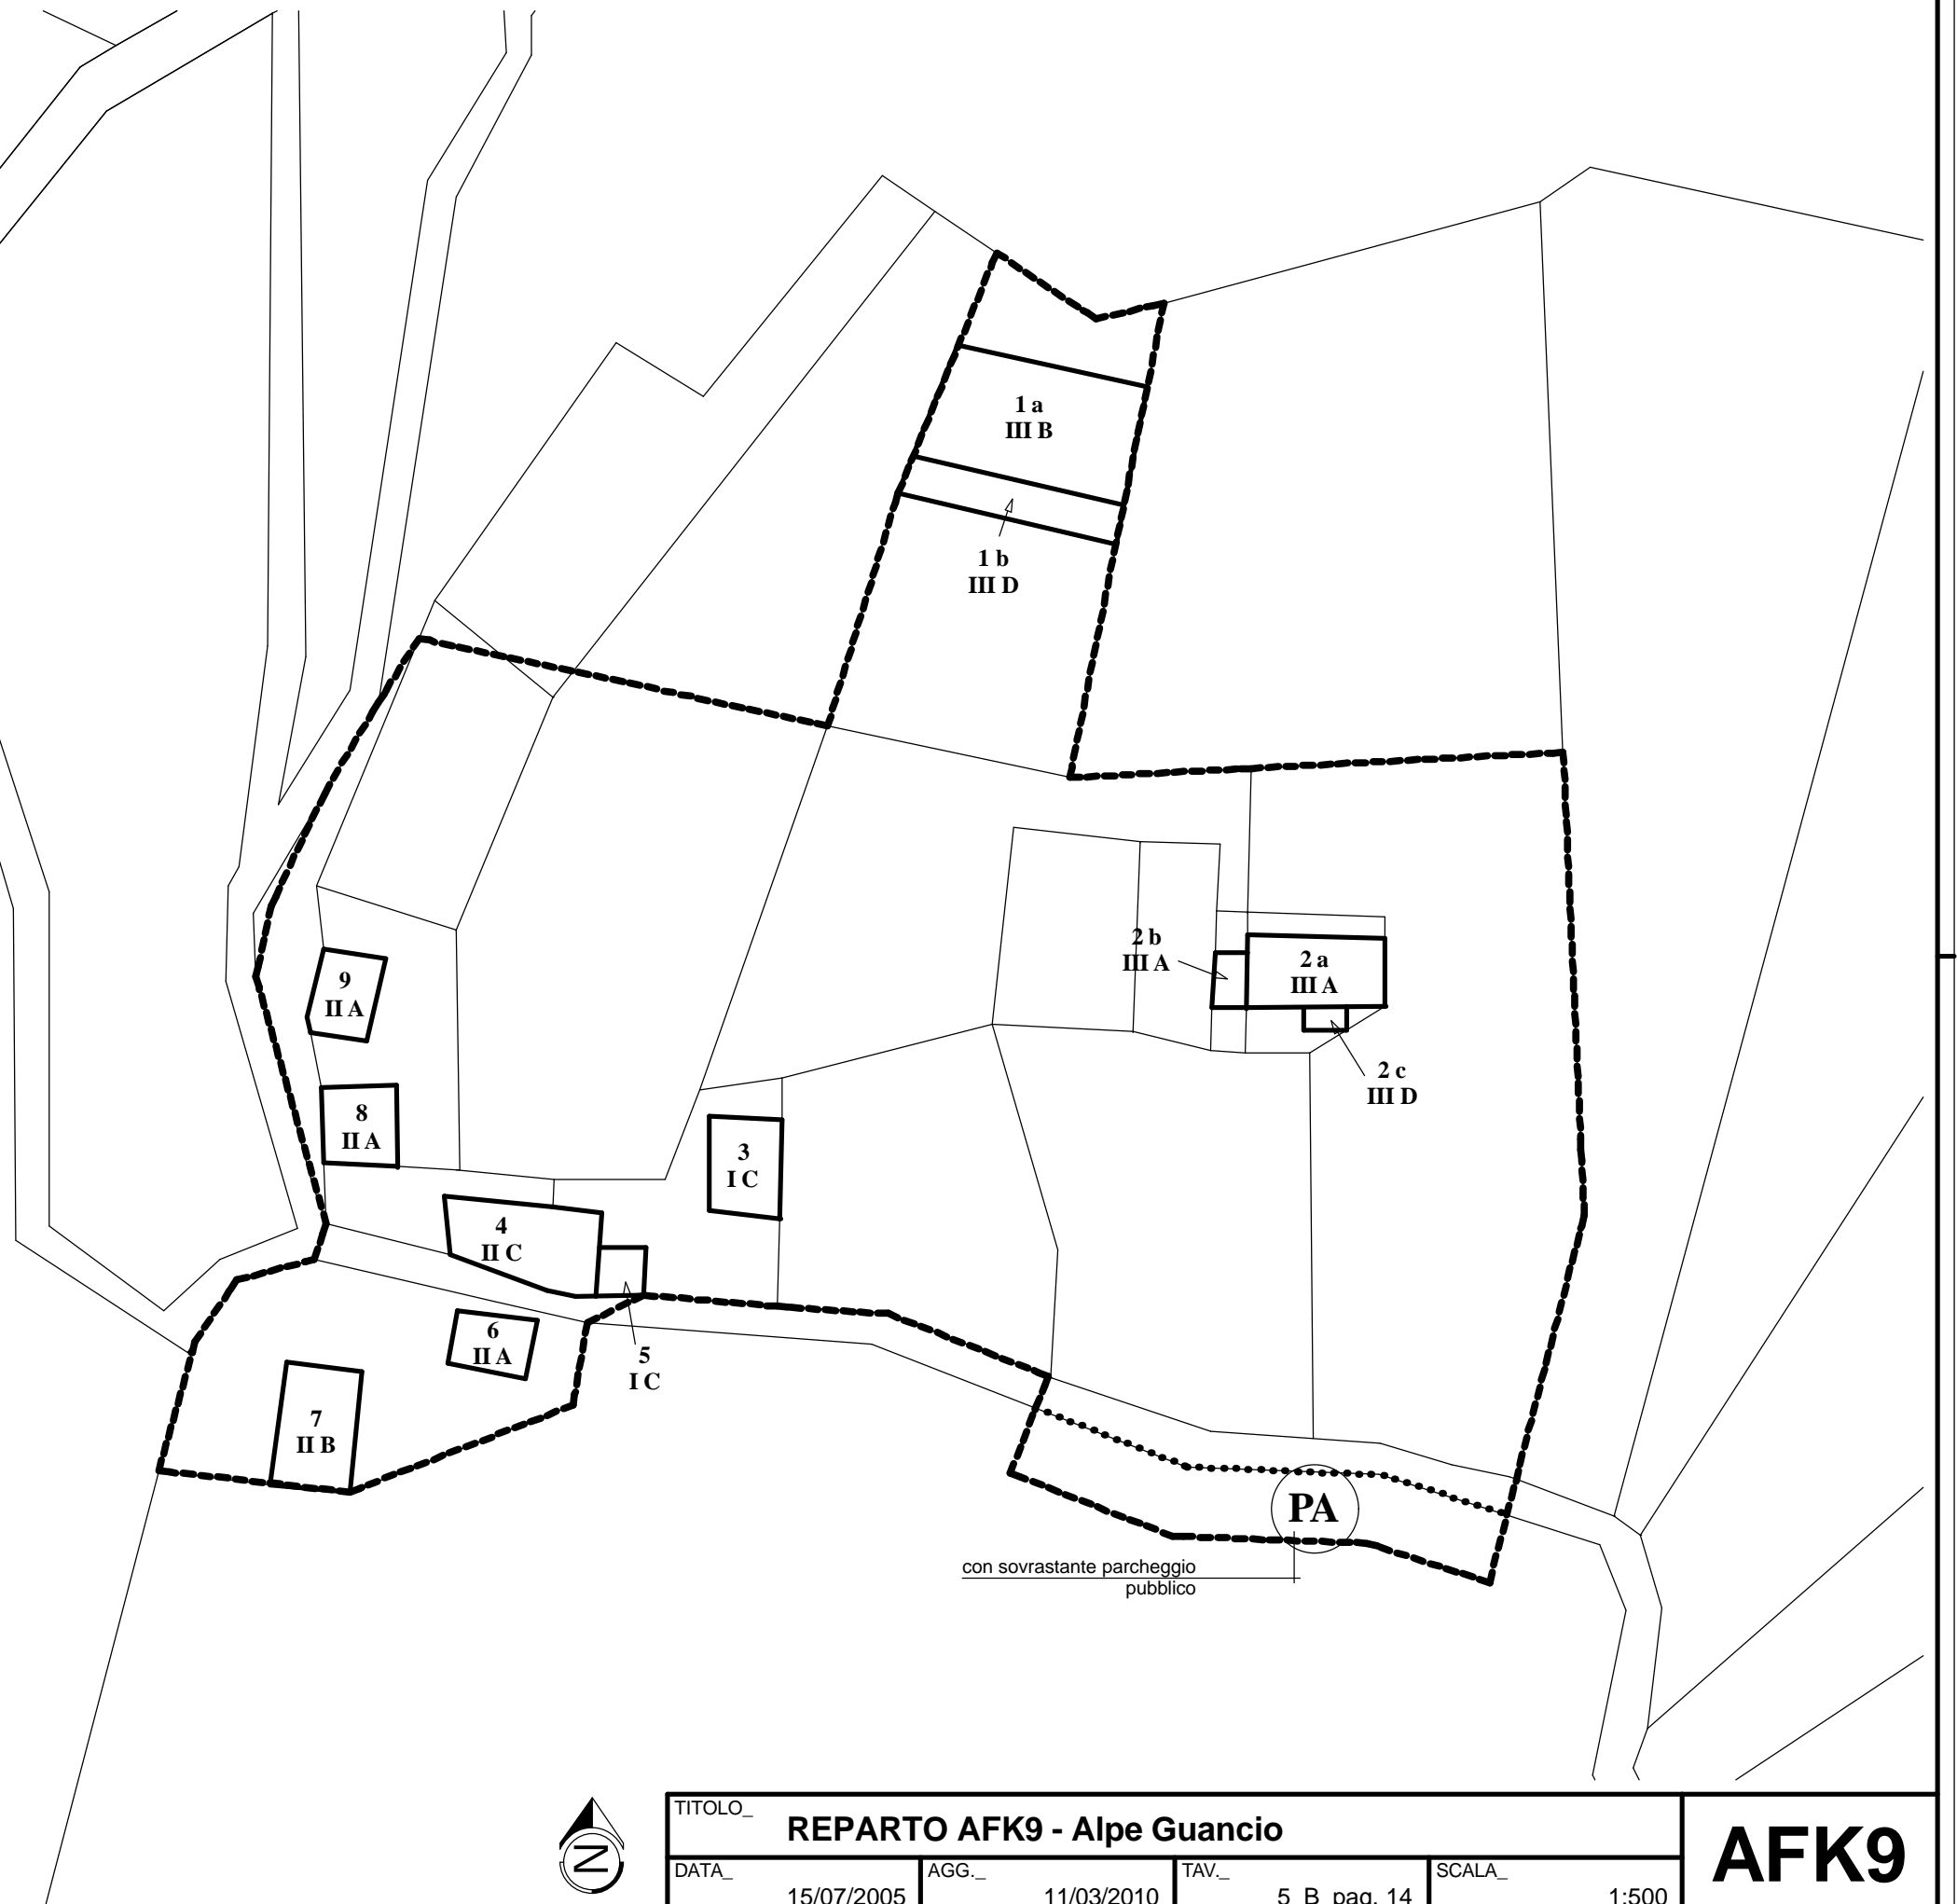 1 a
III B
1 b
III D
2 b
III A
2 a
III A
2 c
III D
9
II A
8
II A
3
I C
4
II C
6
II A
5
I C
7
II B
PA
con sovrastante parcheggio
pubblico
N
TITOLO_
REPARTO AFK9 - Alpe Guancio
AFK9
DATA_
15/07/2005
AGG._
11/03/2010
TAV._
5_B_pag. 14
SCALA_
1:500